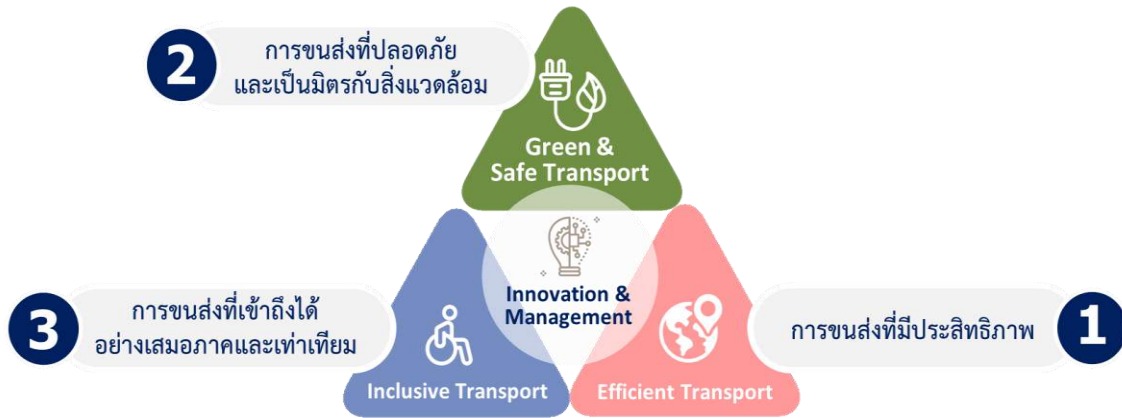 2
การขนส่งที่ปลอดภัย
และเป็นมิตรกับสิ่งแวดล้อม
Green &
Safe Transport
Innovation &
Management
3
การขนส่งที่เข้าถึงได้
อย่างเสมอภาคและเท่าเทียม
Inclusive Transport
Efficient Transport
การขนส่งที่มีประสิทธิภาพ
1